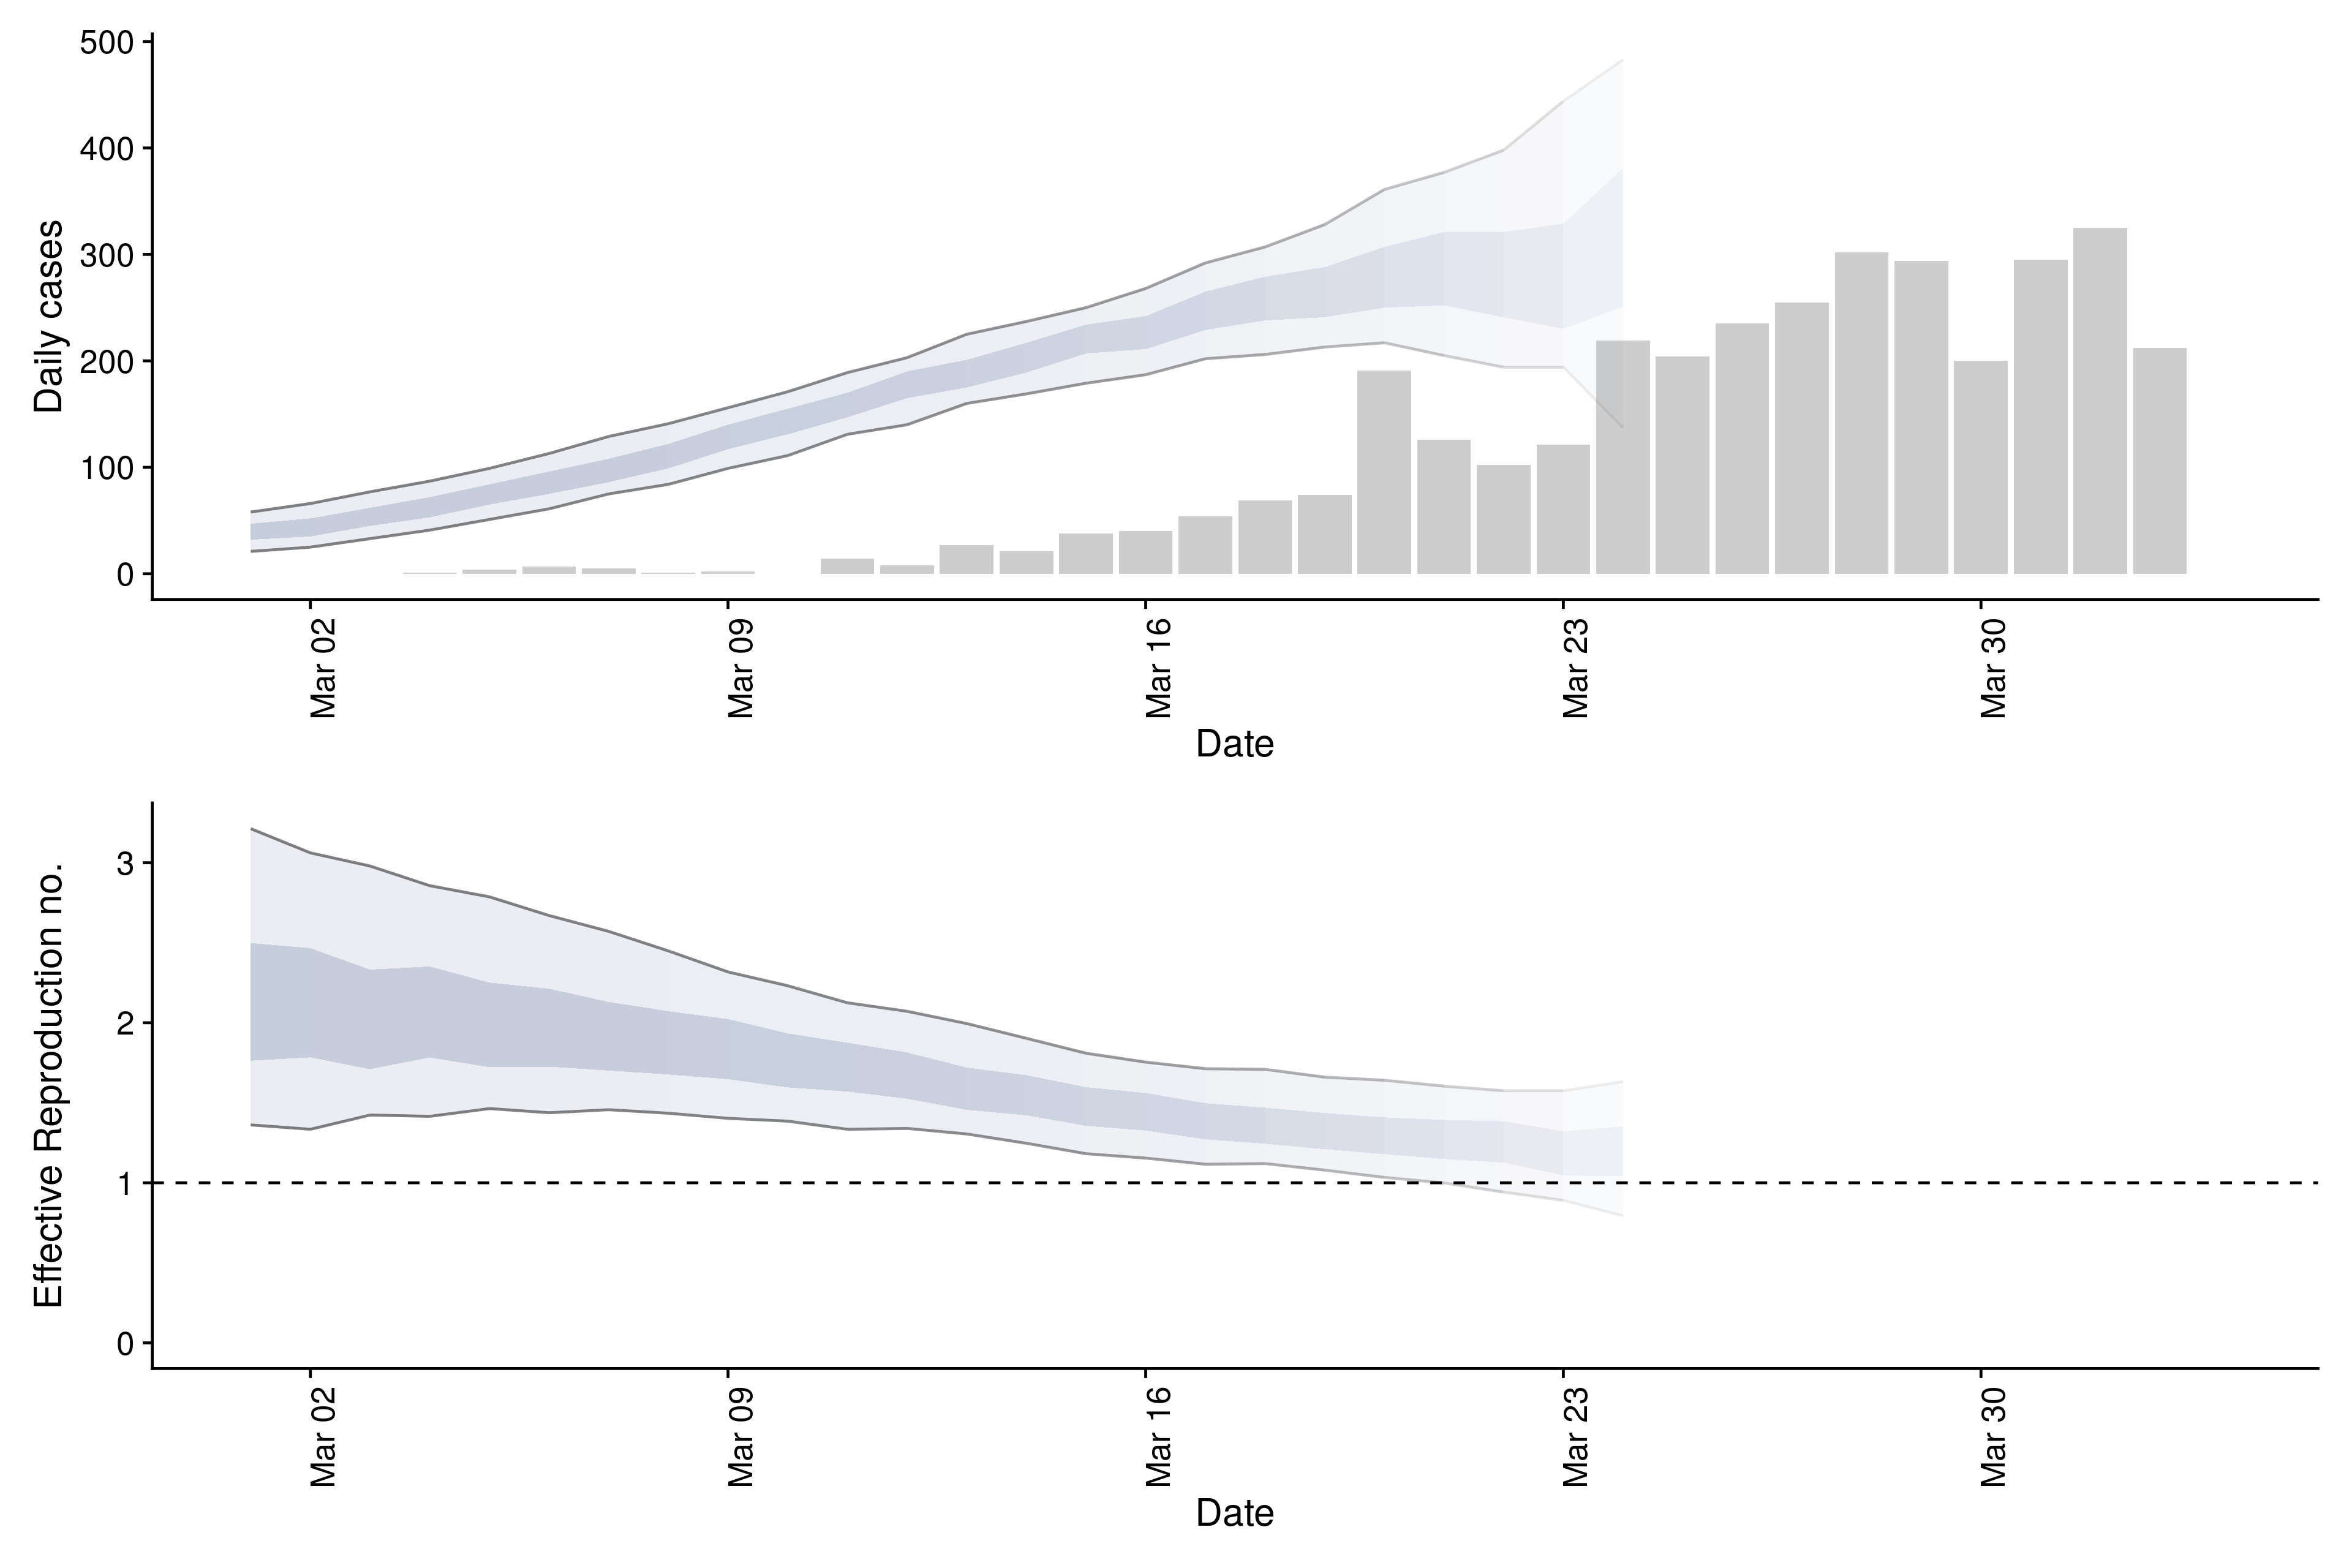 500
400
300
200
100
0
Daily cases
Mar 02
Mar 09
Mar 16
Mar 23
Mar 30
Date
3
2
1
0
Effective Reproduction no.
Mar 02
Mar 09
Mar 16
Mar 23
Mar 30
Date